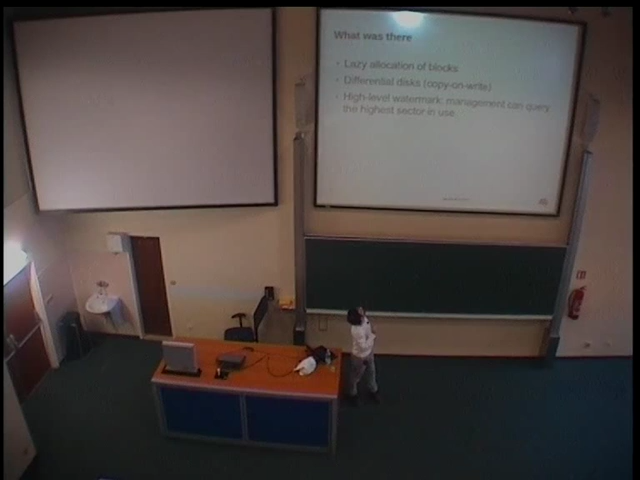 What was there
· Lazy allocation of blocks
· Differential disks (copy-on-write)
· High-level watermark: management can query
the highest sector in use